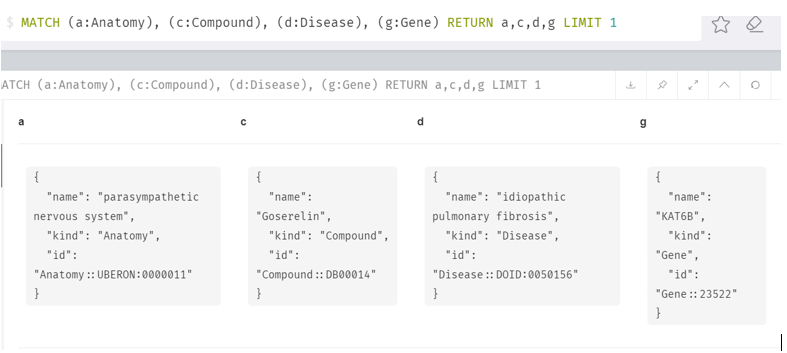 $ MATCH (a:Anatomy), (c:Compound), (d:Disease), (g:Gene) RETURN a,c,d,g LIMIT 1
ATCH (a:Anatomy), (c:Compound), (d:Disease), (g:Gene) RETURN a,c,d,g LIMIT 1
a c d g
{
"name": "parasympathetic
nervous system",
"kind": "Anatomy",
"id":
"Anatomy::UBERON:0000011"
}
{
"name":
"Goserelin",
"kind": "Compound",
"id":
"Compound::DB00014"
}
{
"name": "idiopathic
pulmonary fibrosis",
"kind": "Disease",
"id":
"Disease::DOID:0050156"
}
{
"name":
"KAT6B",
"kind":
"Gene",
"id":
"Gene::23522"
}